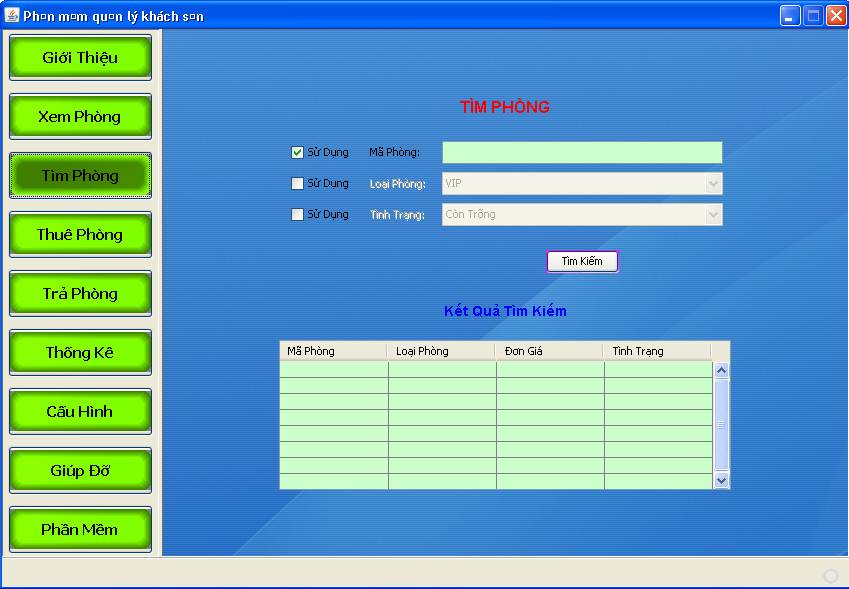 Ph¤n m¤m qu¤n lý khách s¤n
Giới Thiệu
Xem Phòng
Tìm Phòng
Thuê Phòng
Trả Phòng
Thống Kê
Cấu Hình
Giúp Đỡ
Phần Mềm
TÌM PHÒNG
Sử Dụng Mã Phòng:
Sử Dụng Loại Phòng: VIP
Sử Dụng Tình Trạng: Còn Trống
Tìm Kiếm
Kết Quả Tìm Kiếm
Mã Phòng Loại Phòng Đơn Giá Tình Trạng